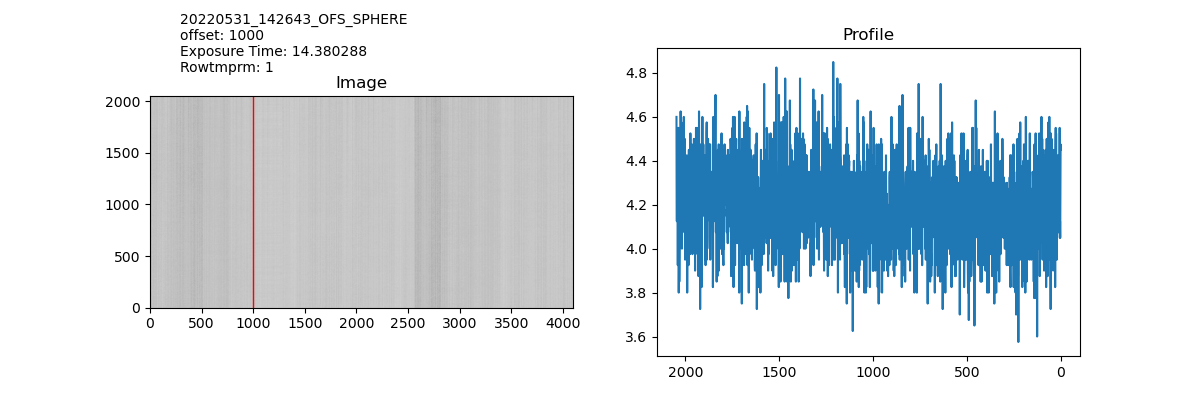 20220531_142643_OFS_SPHERE
offset: 1000
Exposure Time: 14.380288
Rowtmprm: 1
Image
2000
1500
1000
500
0
0 500 1000 1500 2000 2500 3000 3500 4000
Profile
4.8
4.6
4.4
4.2
4.0
3.8
3.6
2000 1500 1000 500 0